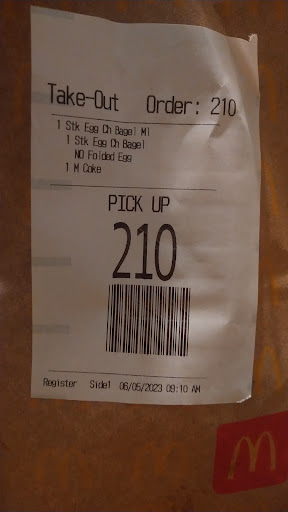 Take-Out Order: 210
1 Stk Egg Ch Bagel Ml
1 Stk Egg Ch Bagel
NO Folded Egg
1 M Coke
PICK UP
210
Register Side1 06/05/2023 09:10 AM
M